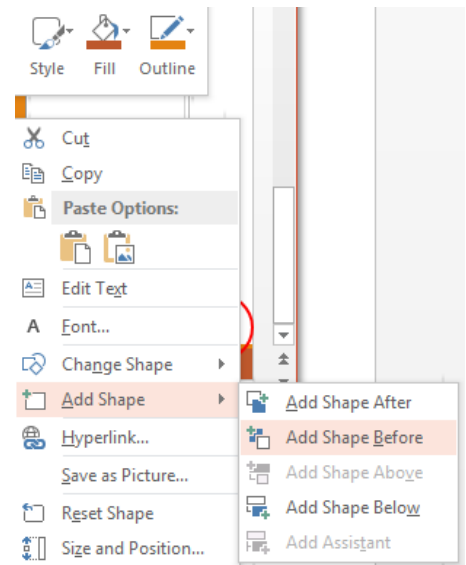 Style Fill Outline
Cut
Copy
Paste Options:
Edit Text
A Font...
Change Shape
Add Shape
Hyperlink...
Save as Picture...
Reset Shape
Size and Position...
Add Shape After
Add Shape Before
Add Shape Above
Add Shape Below
Add Assistant